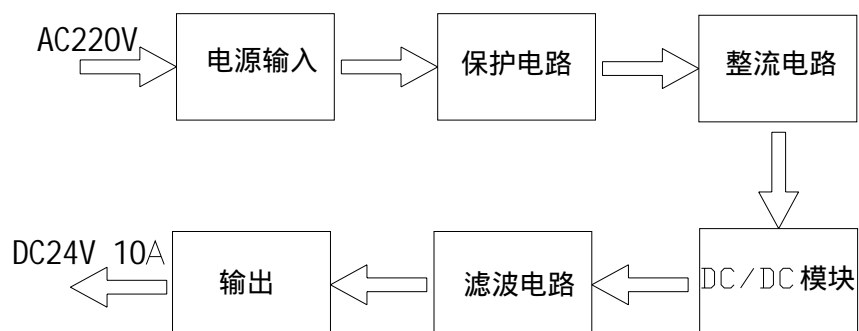 AC220V
电源输入
保护电路
整流电路
DC/DC模块
滤波电路
输出
DC24V 10A